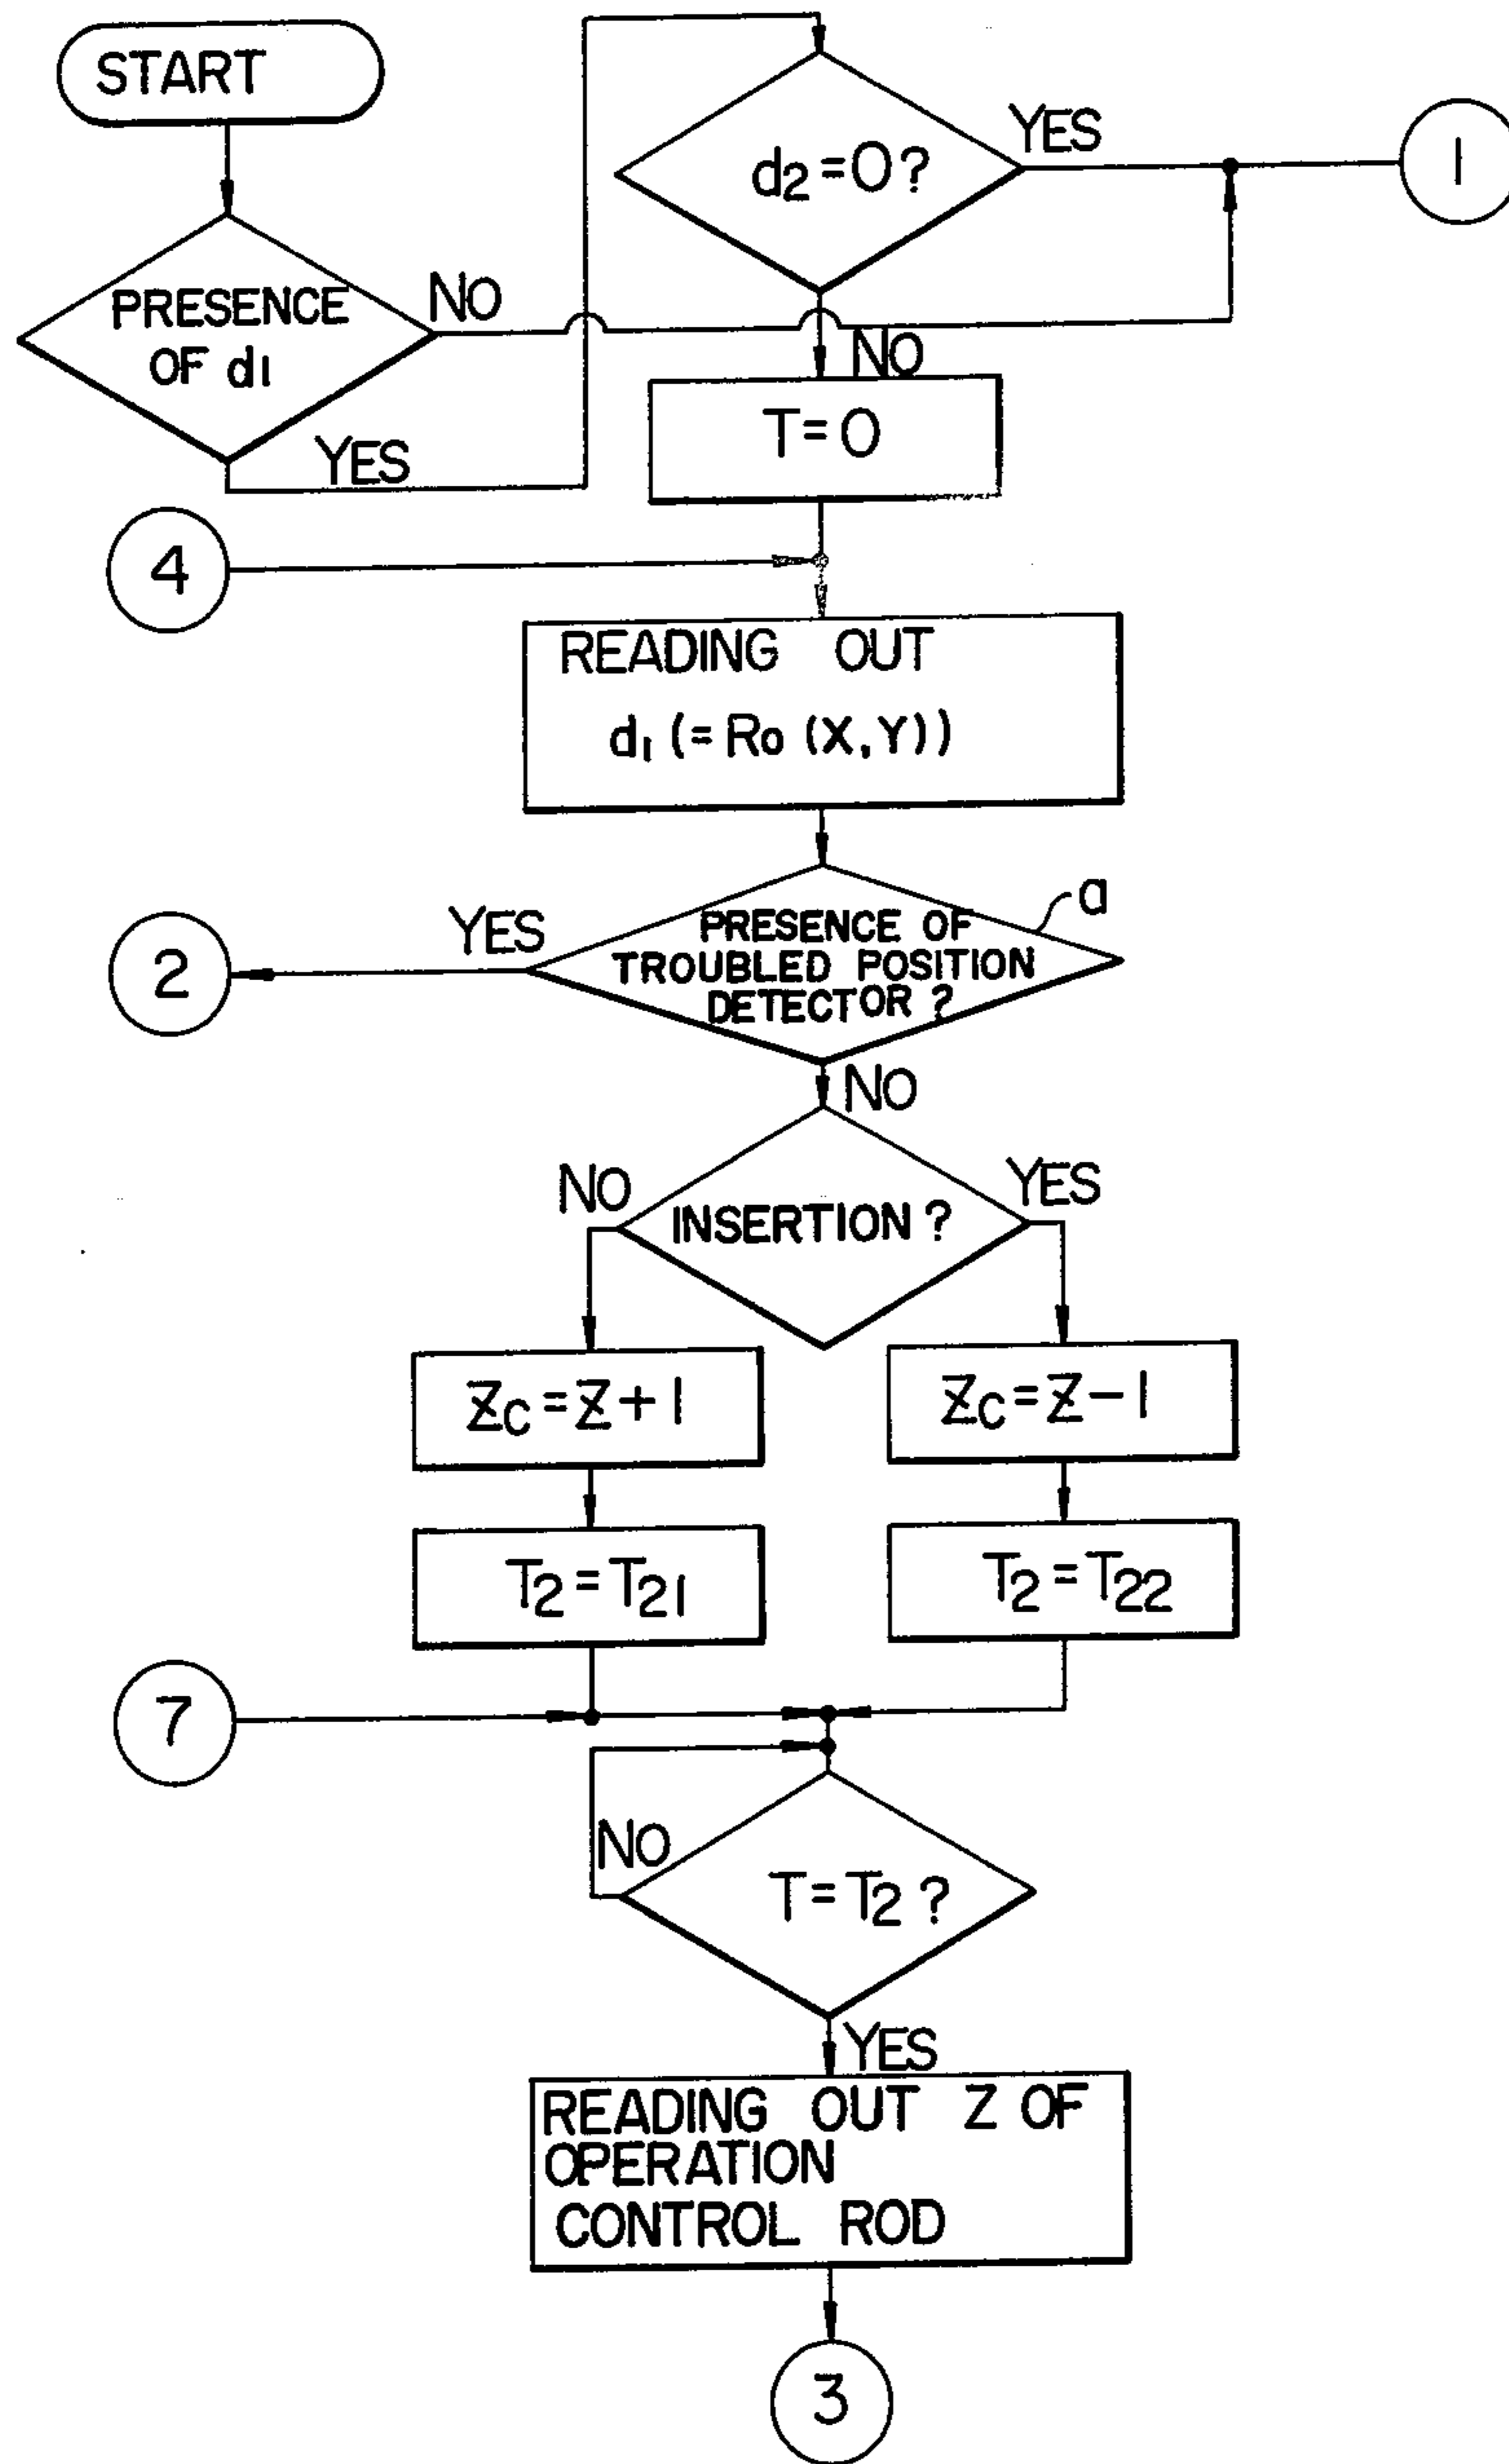 START
PRESENCE
OF d1
NO
YES
d2=0?
YES
1
NO
T=0
4
READING OUT
d1 (=Ro (X,Y))
a
PRESENCE OF
TROUBLED POSITION
DETECTOR ?
YES
2
NO
INSERTION ?
NO
YES
Zc=Z+1
Zc=Z-1
T2=T21
T2=T22
7
NO
T=T2 ?
YES
READING OUT Z OF
OPERATION
CONTROL ROD
3